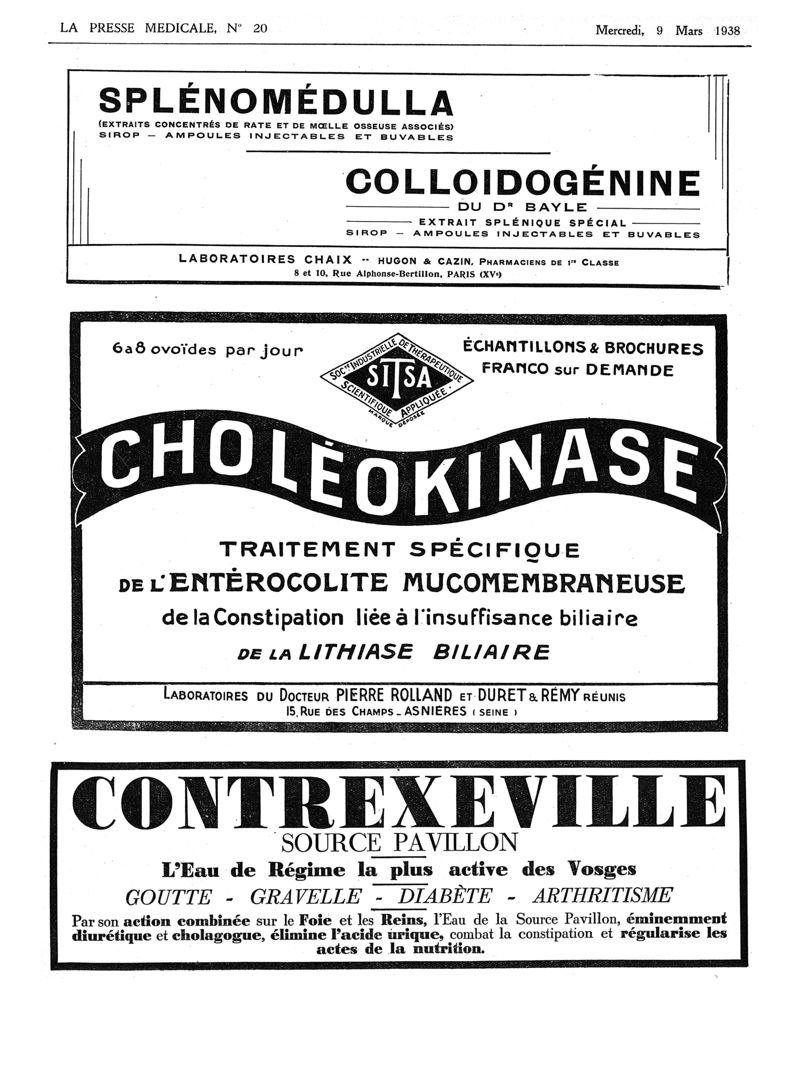 LA PRESSE MEDICALE, N° 20
Mercredi, 9 Mars 1938
SPLÉNOMÉDULLA
(EXTRAITS CONCENTRÉS DE RATE ET DE MŒLLE OSSEUSE ASSOCIÉS)
SIROP — AMPOULES INJECTABLES ET BUVABLES
COLLOIDOGÉNINE
DU Dᴿ BAYLE
EXTRAIT SPLÉNIQUE SPÉCIAL
SIROP — AMPOULES INJECTABLES ET BUVABLES
LABORATOIRES CHAIX -- HUGON & CAZIN, PHARMACIENS DE 1re CLASSE
8 et 10, Rue Alphonse-Bertillon, PARIS (XVe)
6 a 8 ovoïdes par jour
SOCté INDUSTRIELLE DE THÉRAPEUTIQUE
SITSA
SCIENTIFIQUE APPLIQUÉE
MARQUE DÉPOSÉE
ÉCHANTILLONS & BROCHURES
FRANCO sur DEMANDE
CHOLÉOKINASE
TRAITEMENT SPÉCIFIQUE
DE L'ENTÉROCOLITE MUCOMEMBRANEUSE
de la Constipation liée à l'insuffisance biliaire
DE LA LITHIASE BILIAIRE
LABORATOIRES DU DOCTEUR PIERRE ROLLAND ET DURET & RÉMY RÉUNIS
15, RUE DES CHAMPS - ASNIÈRES (SEINE)
CONTREXEVILLE
SOURCE PAVILLON
L'Eau de Régime la plus active des Vosges
GOUTTE - GRAVELLE - DIABÈTE - ARTHRITISME
Par son action combinée sur le Foie et les Reins, l'Eau de la Source Pavillon, éminemment
diurétique et cholagogue, élimine l'acide urique, combat la constipation et régularise les
actes de la nutrition.